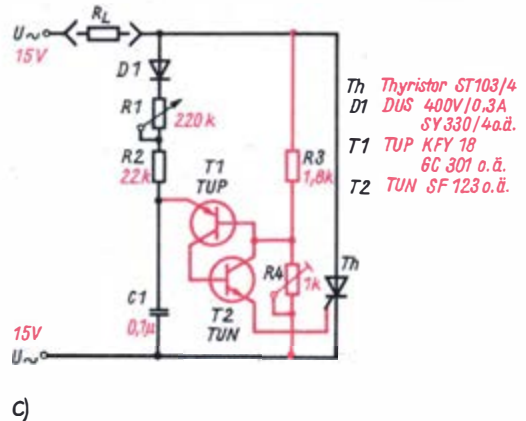 RL
U~
15V
D1
R1
220k
R2
22k
T1
TUP
R3
1,8k
R4
1k
Th
T2
TUN
C1
0,1µ
15V
U~
c)
Th Thyristor ST103/4
D1 DUS 400V/0,3A
SY 330/4o.ä.
T1 TUP KFY 18
GC 301 o.ä.
T2 TUN SF 123 o.ä.